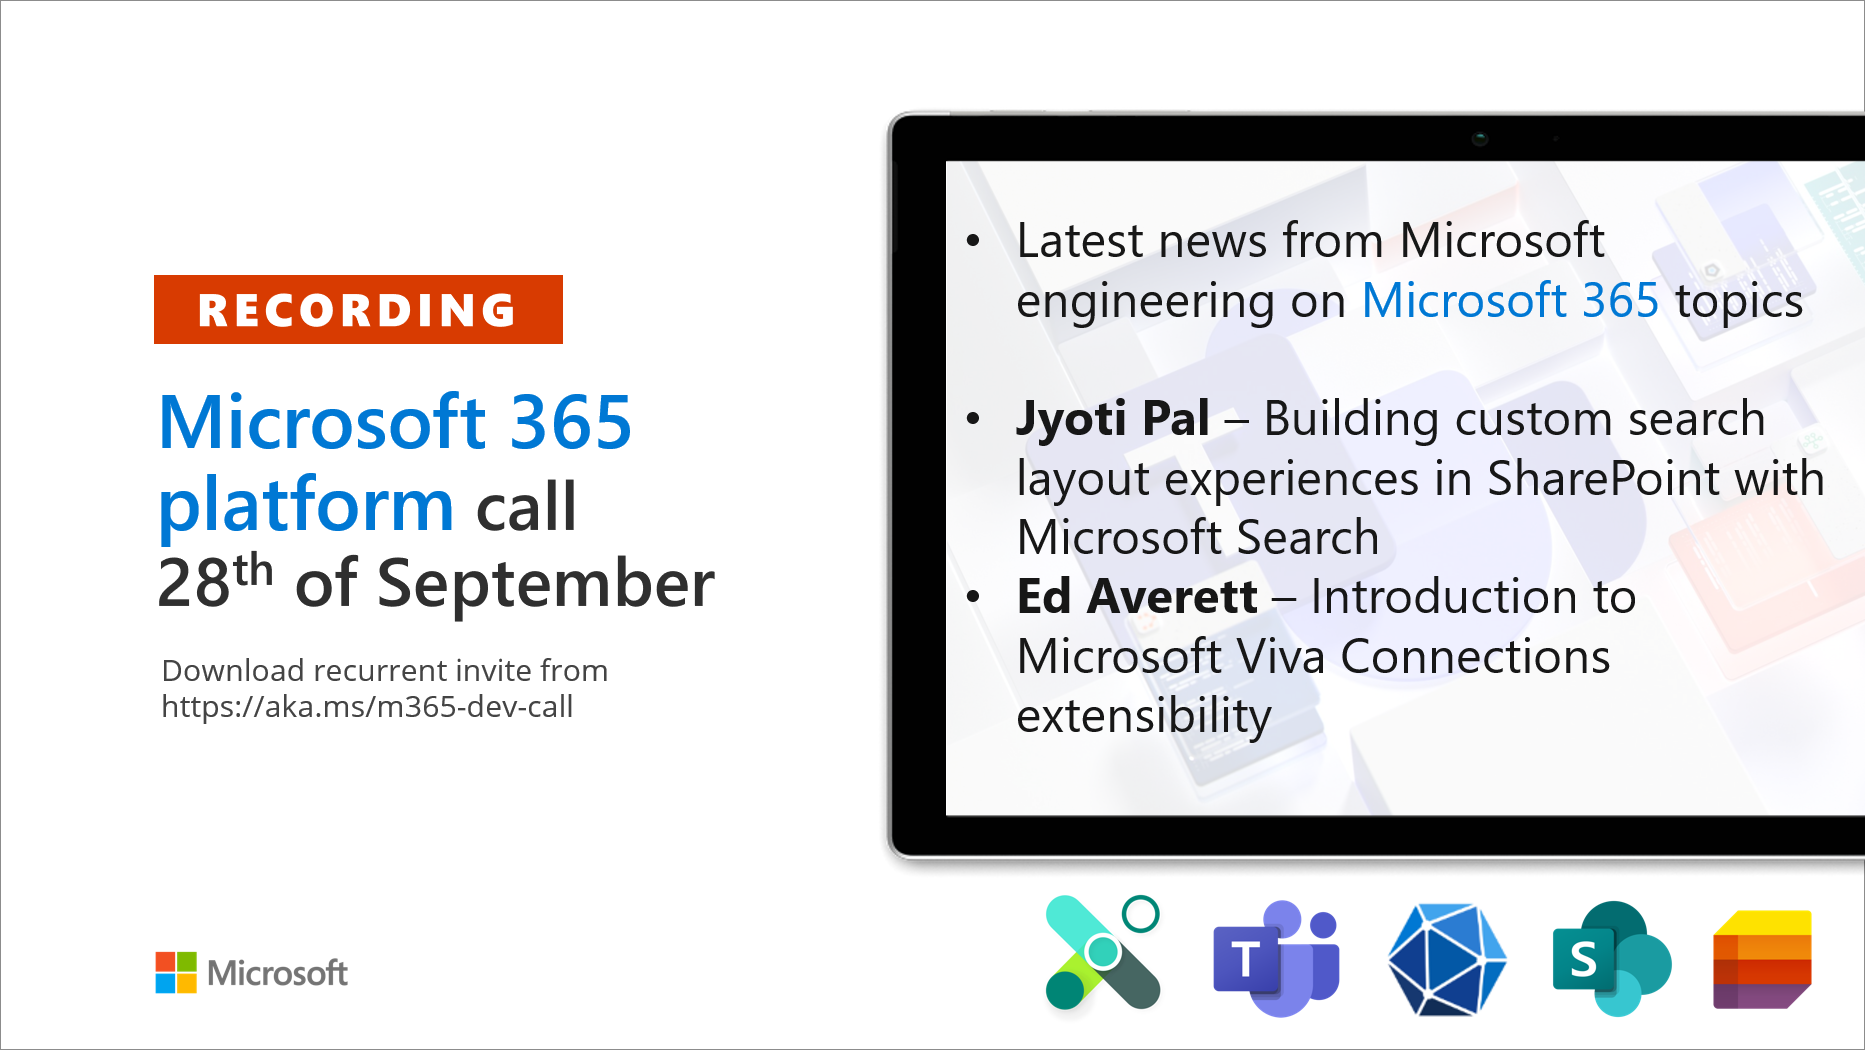 RECORDING
Microsoft 365
platform call
28th of September
Download recurrent invite from
https://aka.ms/m365-dev-call
Microsoft
• Latest news from Microsoft
engineering on Microsoft 365 topics
• Jyoti Pal – Building custom search
layout experiences in SharePoint with
Microsoft Search
• Ed Averett – Introduction to
Microsoft Viva Connections
extensibility
T
S